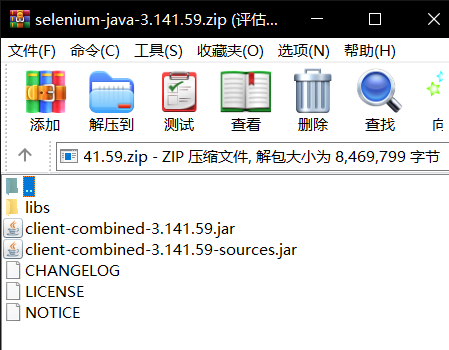 selenium-java-3.141.59.zip (评估...
文件(F) 命令(C) 工具(S) 收藏夹(O) 选项(N) 帮助(H)
添加 解压到 测试 查看 删除 查找 向
41.59.zip - ZIP 压缩文件, 解包大小为 8,469,799 字节
..
libs
client-combined-3.141.59.jar
client-combined-3.141.59-sources.jar
CHANGELOG
LICENSE
NOTICE